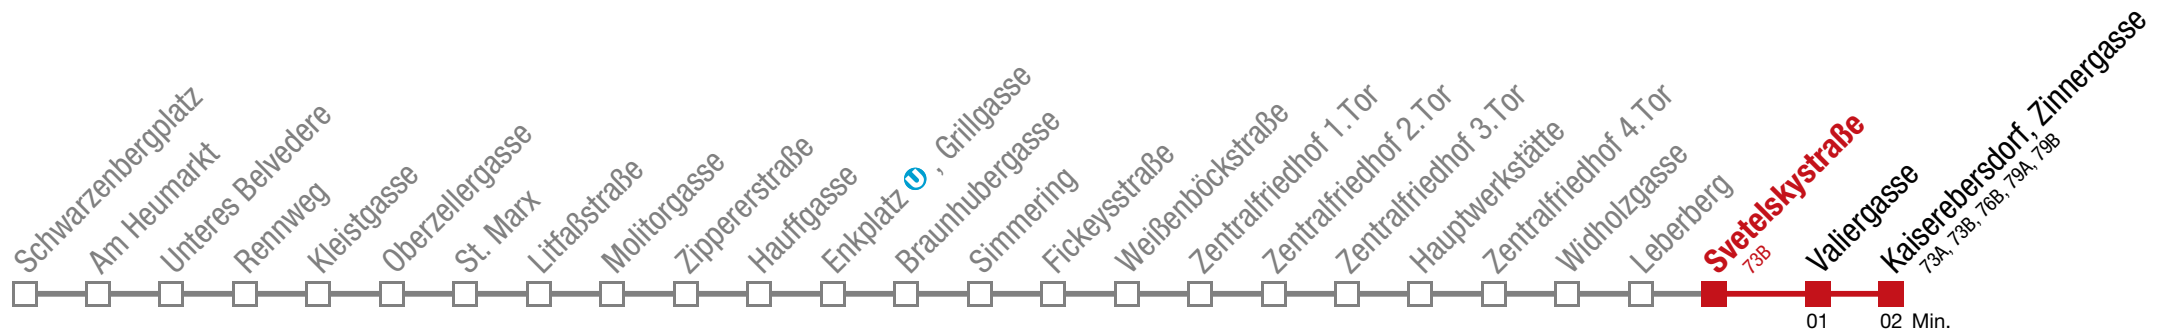 Schwarzenbergplatz
Am Heumarkt
Unteres Belvedere
Rennweg
Kleistgasse
Oberzellergasse
St. Marx
Litfaßstraße
Molitorgasse
Zippererstraße
Hauffgasse
Enkplatz U, Grillgasse
Braunhubergasse
Simmering
Fickeysstraße
Weißenböckstraße
Zentralfriedhof 1.Tor
Zentralfriedhof 2.Tor
Zentralfriedhof 3.Tor
Hauptwerkstätte
Zentralfriedhof 4.Tor
Widholzgasse
Leberberg
Svetelskystraße
73B
Valiergasse
Kaiserebersdorf, Zinnergasse
73A, 73B, 76B, 79A, 79B
01 02 Min.